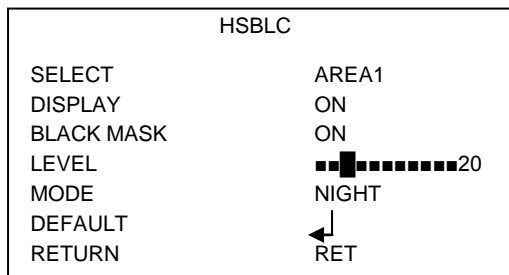 HSBLC
SELECT AREA1
DISPLAY ON
BLACK MASK ON
LEVEL 20
MODE NIGHT
DEFAULT ↲
RETURN RET